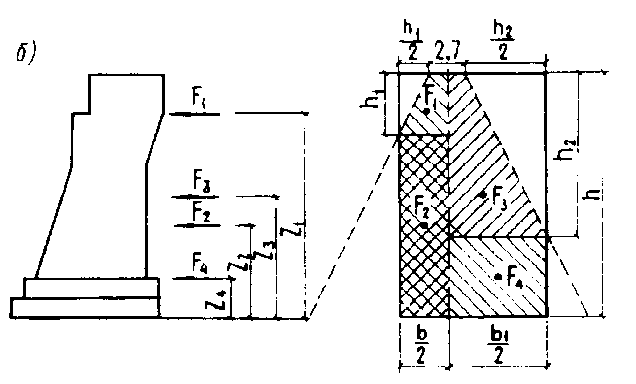 б)
F₁
F₃
F₂
F₄
Z₁
Z₃
Z₂
Z₄
h₁/2 2,7 h₂/2
h₁
h₂
h
F₁
F₂
F₃
F₄
b/2 b₁/2